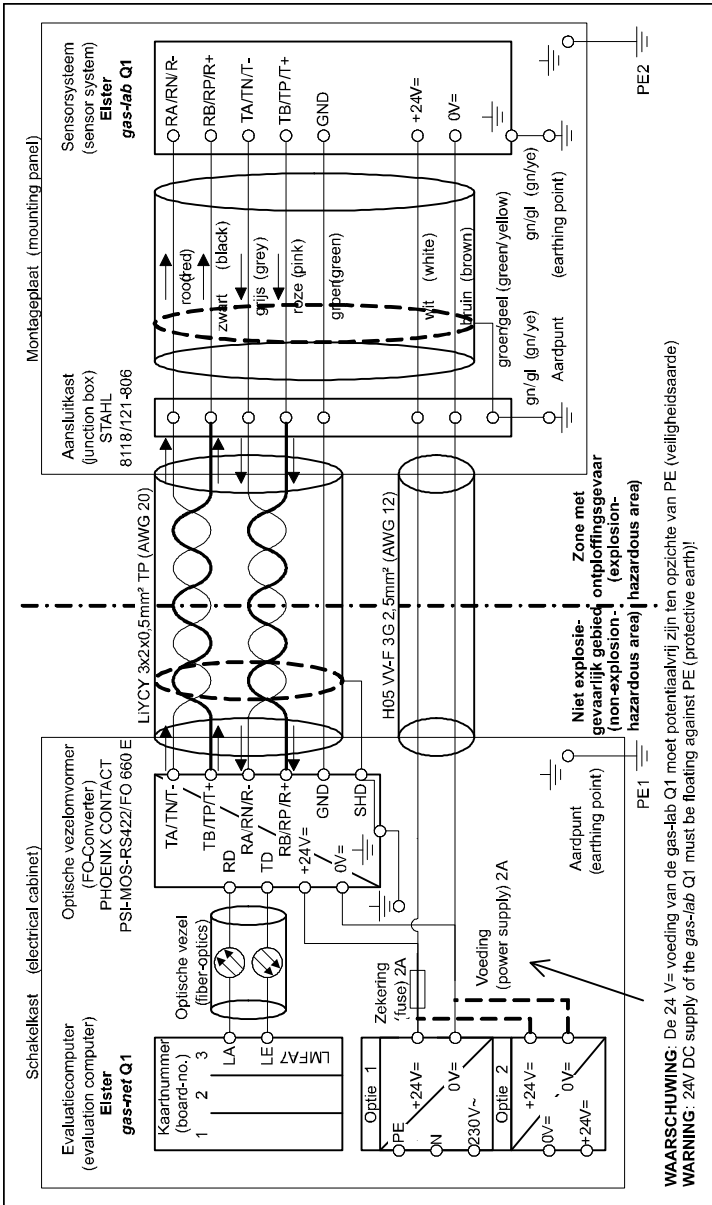 Schakelkast (electrical cabinet)
Montageplaat (mounting panel)
Evaluatiecomputer
(evaluation computer)
Elster
gas-net Q1
Optische vezelomvormer
(FO-Converter)
PHOENIX CONTACT
PSI-MOS-RS422/FO 660 E
Aansluitkast
(junction box)
STAHL
8118/121-806
Sensorsysteem
(sensor system)
Elster
gas-lab Q1
Kaartnummer
(board-no.)
1 2 3
LA
LE
LMFA7
Optische vezel
(fiber-optics)
RD
TD
+24V=
0V=
TA/TN/T-
TB/TP/T+
RA/RN/R-
RB/RP/R+
GND
SHD
LiYCY 3x2x0,5mm² TP (AWG 20)
H05 VV-F 3G 2,5mm² (AWG 12)
rood (red)
zwart (black)
grijs (grey)
roze (pink)
groen (green)
wit (white)
bruin (brown)
groen/geel (green/yellow)
gn/gl (gn/ye)
gn/gl (gn/ye)
Aardpunt (earthing point)
RA/RN/R-
RB/RP/R+
TA/TN/T-
TB/TP/T+
GND
+24V=
0V=
PE2
Optie 1
PE
N
230V~
+24V=
0V=
Optie 2
0V=
+24V=
+24V=
0V=
Zekering
(fuse) 2A
Voeding
(power supply) 2A
Aardpunt
(earthing point)
PE1
Niet explosie-
gevaarlijk gebied
(non-explosion-
hazardous area)
Zone met
ontploffingsgevaar
(explosion-
hazardous area)
WAARSCHUWING: De 24 V= voeding van de gas-lab Q1 moet potentiaalvrij zijn ten opzichte van PE (veiligheidsaarde)
WARNING: 24V DC supply of the gas-lab Q1 must be floating against PE (protective earth)!